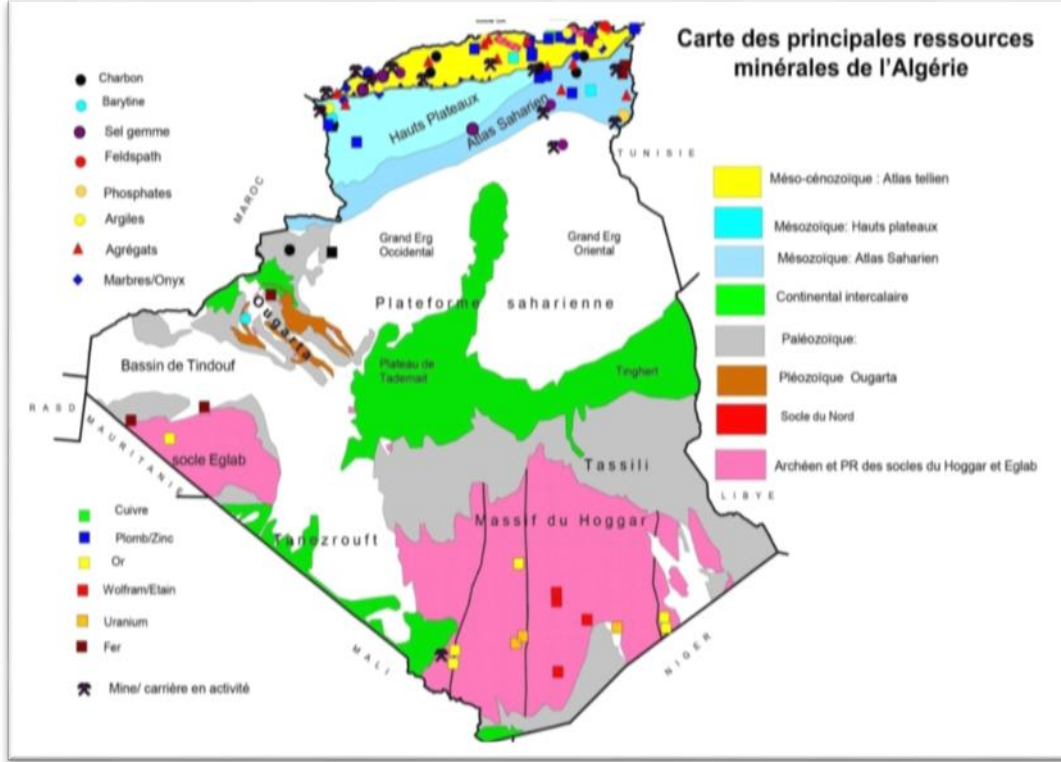 Carte des principales ressources
minérales de l'Algérie
Charbon
Barytine
Sel gemme
Feldspath
Phosphates
Argiles
Agrégats
Marbres/Onyx
Hauts Plateaux
Atlas Saharien
TUNISIE
MAROC
Méso-cénozoïque : Atlas tellien
Mésozoïque: Hauts plateaux
Mésozoïque: Atlas Saharien
Continental intercalaire
Paléozoïque:
Pléozoïque Ougarta
Socle du Nord
Archéen et PR des socles du Hoggar et Eglab
Grand Erg
Occidental
Grand Erg
Oriental
Plateforme saharienne
Ougarta
Bassin de Tindouf
Plateau de
Tademait
Tinghert
RASD
MAURITANIE
socle Eglab
Tassili
LIBYE
Massif du Hoggar
Tanezrouft
MALI
NIGER
Cuivre
Plomb/Zinc
Or
Wolfram/Etain
Uranium
Fer
Mine/ carrière en activité